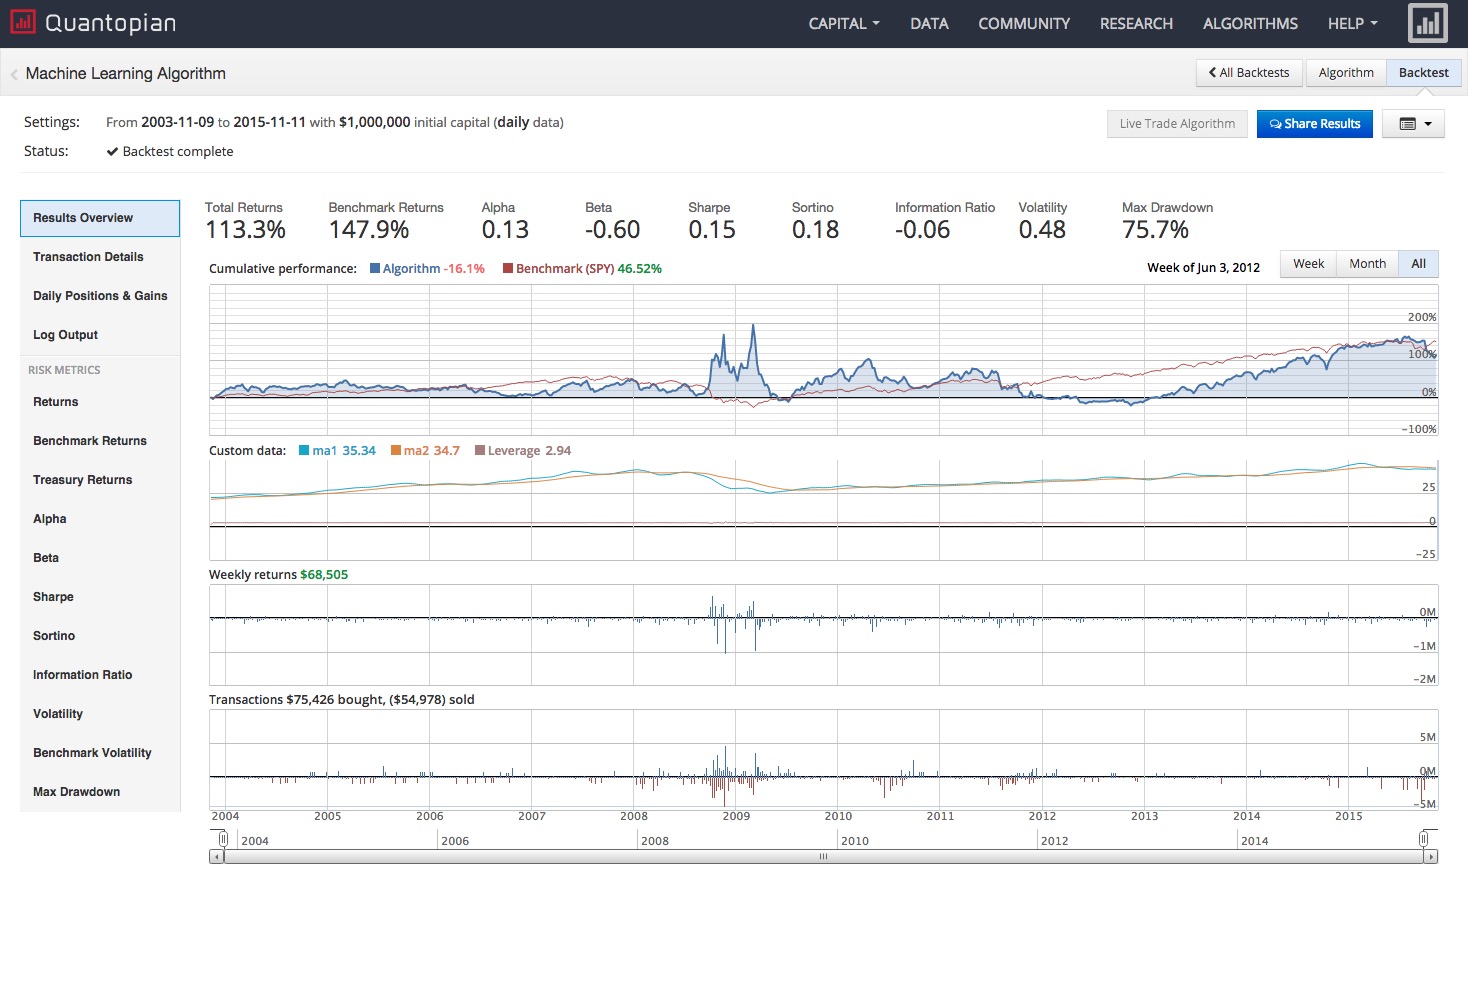 Quantopian
CAPITAL DATA COMMUNITY RESEARCH ALGORITHMS HELP
Machine Learning Algorithm
All Backtests Algorithm Backtest
Settings: From 2003-11-09 to 2015-11-11 with $1,000,000 initial capital (daily data)
Live Trade Algorithm Share Results
Status: Backtest complete
Results Overview
Transaction Details
Daily Positions & Gains
Log Output
RISK METRICS
Returns
Benchmark Returns
Treasury Returns
Alpha
Beta
Sharpe
Sortino
Information Ratio
Volatility
Benchmark Volatility
Max Drawdown
Total Returns Benchmark Returns Alpha Beta Sharpe Sortino Information Ratio Volatility Max Drawdown
113.3% 147.9% 0.13 -0.60 0.15 0.18 -0.06 0.48 75.7%
Cumulative performance: Algorithm -16.1% Benchmark (SPY) 46.52% Week of Jun 3, 2012 Week Month All
200%
100%
0%
-100%
Custom data: ma1 35.34 ma2 34.7 Leverage 2.94
25
0
-25
Weekly returns $68,505
0M
-1M
-2M
Transactions $75,426 bought, ($54,978) sold
5M
0M
-5M
2004 2005 2006 2007 2008 2009 2010 2011 2012 2013 2014 2015
2004 2006 2008 2010 2012 2014